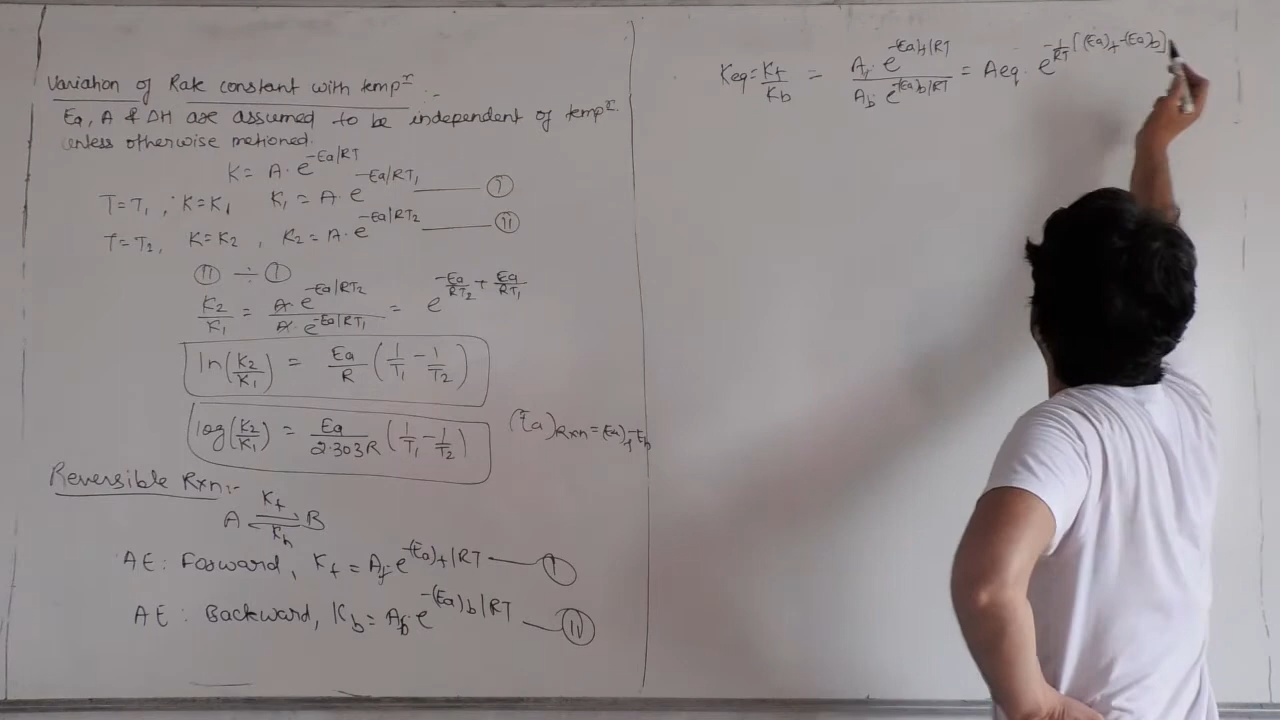 Variation of Rate constant with tempr :-
Ea, A & ΔH are assumed to be independent of tempr.
unless otherwise metioned.
K = A · e^-Ea/RT
T = T1 , K = K1 K1 = A · e^-Ea/RT1 —— I
T = T2, K = K2 , K2 = A · e^-Ea/RT2 —— II
II ÷ I
K2/K1 = A · e^-Ea/RT2 / A · e^-Ea/RT1 = e^-Ea/RT2 + Ea/RT1
ln(K2/K1) = Ea/R (1/T1 - 1/T2)
log(K2/K1) = Ea/2.303R (1/T1 - 1/T2)
(Ea)Rxn = (Ea)f - Eb
Reversible Rxn:-
A ⇌ B Kf Kb
AE: Forward, Kf = Af · e^-(Ea)f/RT —— I
AE: Backward, Kb = Ab · e^-(Ea)b/RT —— II
Keq = Kf/Kb = Af · e^-(Ea)f/RT / Ab · e^-(Ea)b/RT = Aeq · e^-1/RT [(Ea)f - (Ea)b]